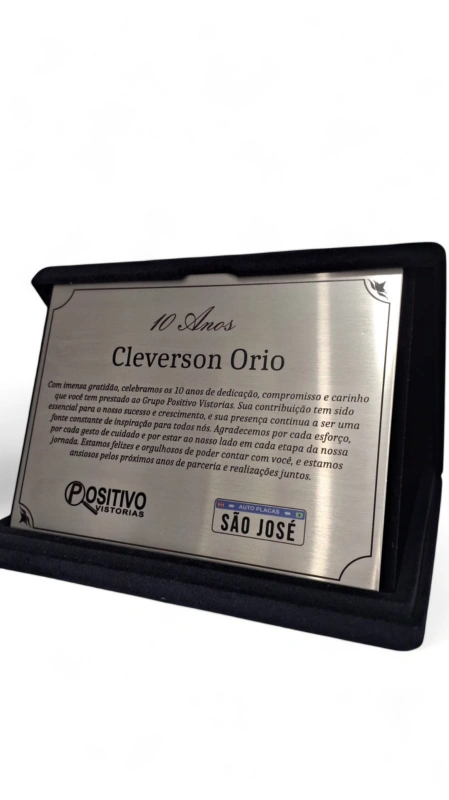 10 Anos
Cleverson Orio
Com imensa gratidão, celebramos os 10 anos de dedicação, compromisso e carinho
que você tem prestado ao Grupo Positivo Vistorias. Sua contribuição tem sido
essencial para o nosso sucesso e crescimento, e sua presença continua a ser uma
fonte constante de inspiração para todos nós. Agradecemos por cada esforço,
por cada gesto de cuidado e por estar ao nosso lado em cada etapa da nossa
jornada. Estamos felizes e orgulhosos de poder contar com você, e estamos
ansiosos pelos próximos anos de parceria e realizações juntos.
POSITIVO
VISTORIAS
AUTO PLACAS
SÃO JOSÉ